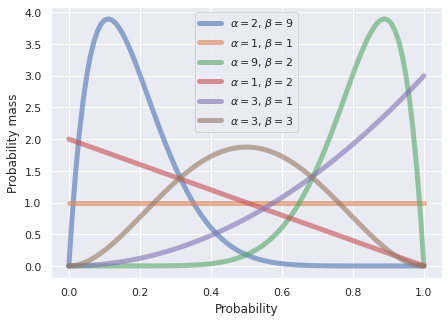 4.0
3.5
3.0
2.5
2.0
1.5
1.0
0.5
0.0
Probability mass
α = 2, β = 9
α = 1, β = 1
α = 9, β = 2
α = 1, β = 2
α = 3, β = 1
α = 3, β = 3
0.0 0.2 0.4 0.6 0.8 1.0
Probability